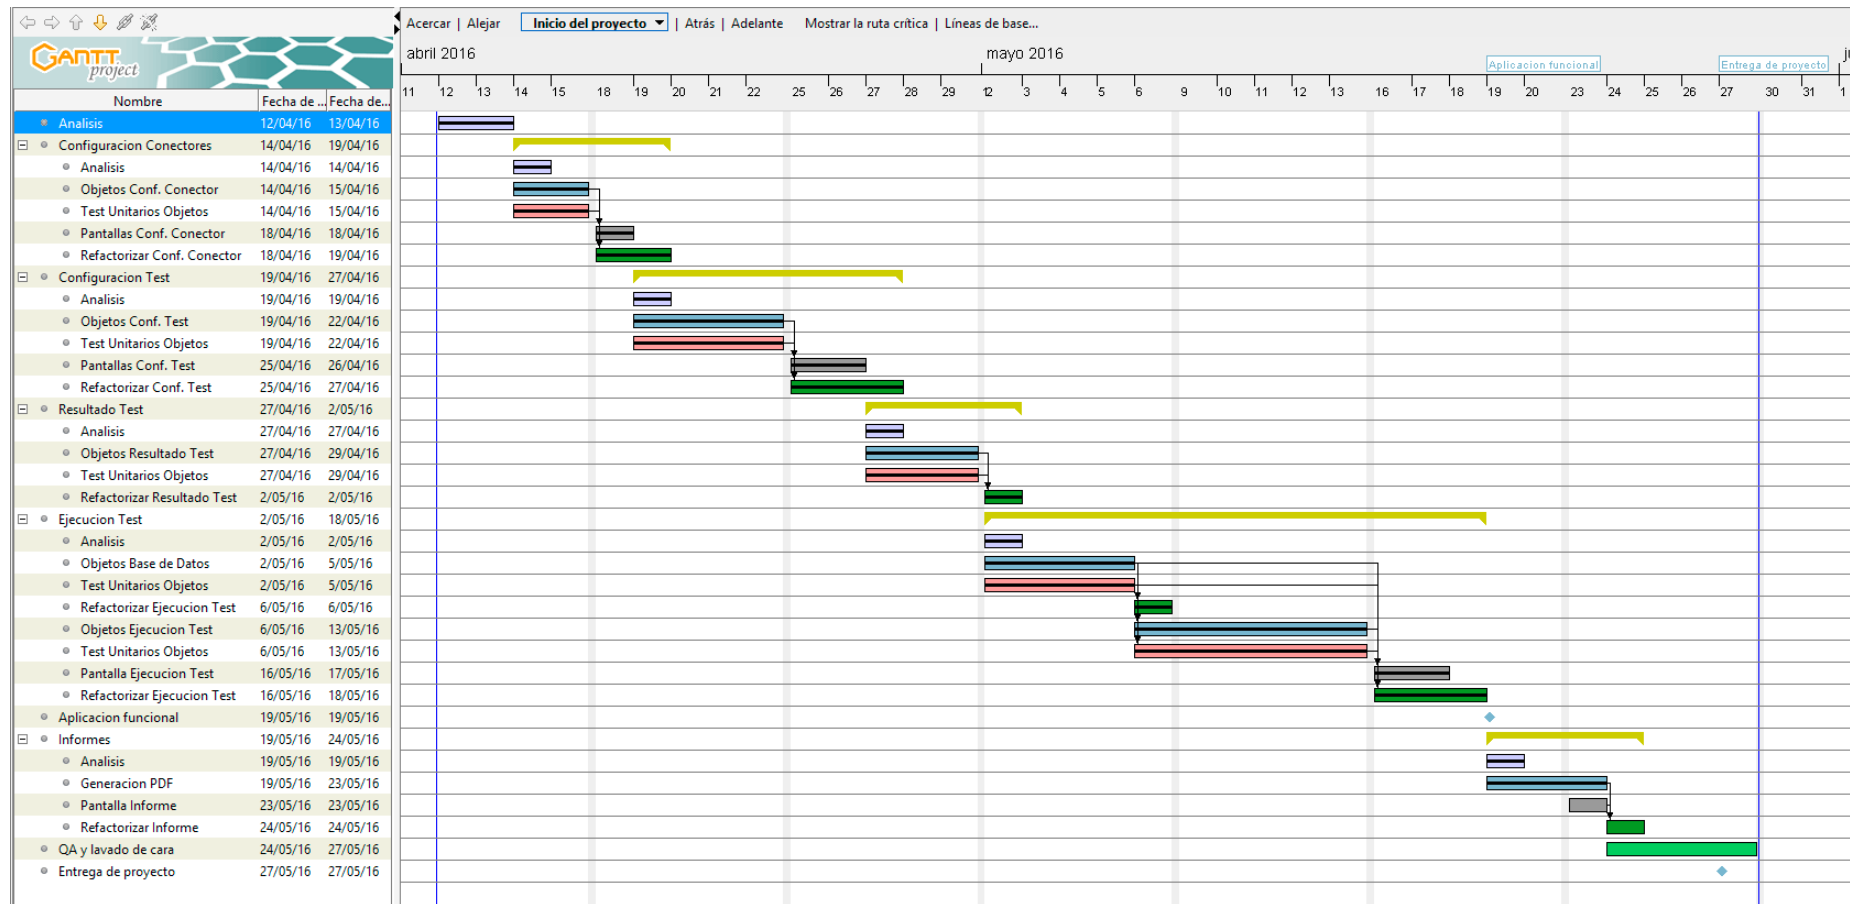 Acercar | Alejar Inicio del proyecto | Atrás | Adelante Mostrar la ruta crítica | Líneas de base...
GANTT project
abril 2016 mayo 2016
Aplicacion funcional Entrega de proyecto
11 12 13 14 15 18 19 20 21 22 25 26 27 28 29 2 3 4 5 6 9 10 11 12 13 16 17 18 19 20 23 24 25 26 27 30 31 1
Nombre Fecha de ... Fecha de...
Analisis 12/04/16 13/04/16
Configuracion Conectores 14/04/16 19/04/16
Analisis 14/04/16 14/04/16
Objetos Conf. Conector 14/04/16 15/04/16
Test Unitarios Objetos 14/04/16 15/04/16
Pantallas Conf. Conector 18/04/16 18/04/16
Refactorizar Conf. Conector 18/04/16 19/04/16
Configuracion Test 19/04/16 27/04/16
Analisis 19/04/16 19/04/16
Objetos Conf. Test 19/04/16 22/04/16
Test Unitarios Objetos 19/04/16 22/04/16
Pantallas Conf. Test 25/04/16 26/04/16
Refactorizar Conf. Test 25/04/16 27/04/16
Resultado Test 27/04/16 2/05/16
Analisis 27/04/16 27/04/16
Objetos Resultado Test 27/04/16 29/04/16
Test Unitarios Objetos 27/04/16 29/04/16
Refactorizar Resultado Test 2/05/16 2/05/16
Ejecucion Test 2/05/16 18/05/16
Analisis 2/05/16 2/05/16
Objetos Base de Datos 2/05/16 5/05/16
Test Unitarios Objetos 2/05/16 5/05/16
Refactorizar Ejecucion Test 6/05/16 6/05/16
Objetos Ejecucion Test 6/05/16 13/05/16
Test Unitarios Objetos 6/05/16 13/05/16
Pantalla Ejecucion Test 16/05/16 17/05/16
Refactorizar Ejecucion Test 16/05/16 18/05/16
Aplicacion funcional 19/05/16 19/05/16
Informes 19/05/16 24/05/16
Analisis 19/05/16 19/05/16
Generacion PDF 19/05/16 23/05/16
Pantalla Informe 23/05/16 23/05/16
Refactorizar Informe 24/05/16 24/05/16
QA y lavado de cara 24/05/16 27/05/16
Entrega de proyecto 27/05/16 27/05/16